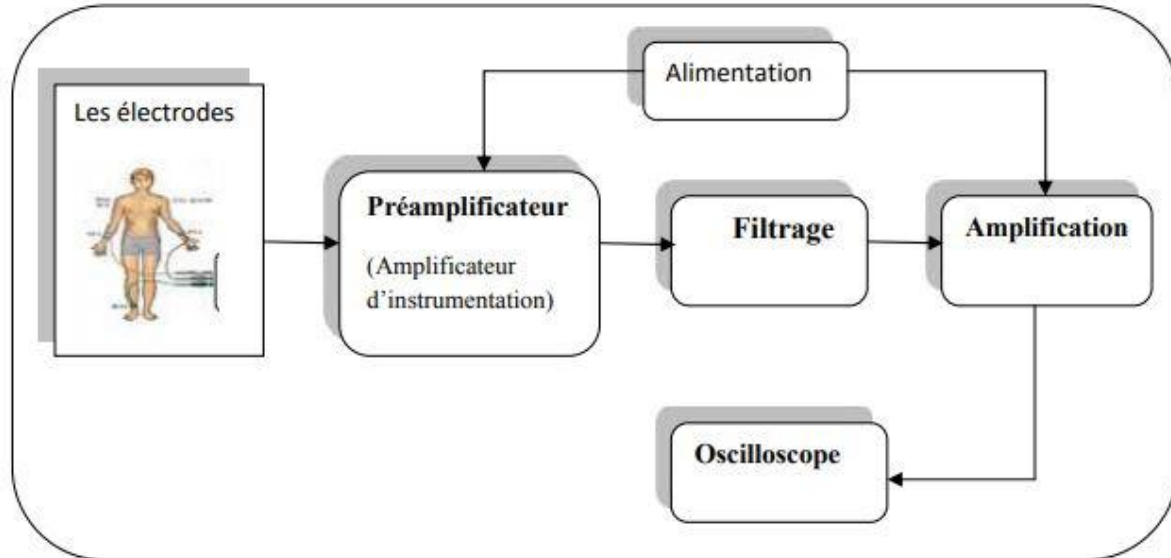 Alimentation
Les électrodes
Préamplificateur
(Amplificateur
d'instrumentation)
Filtrage
Amplification
Oscilloscope